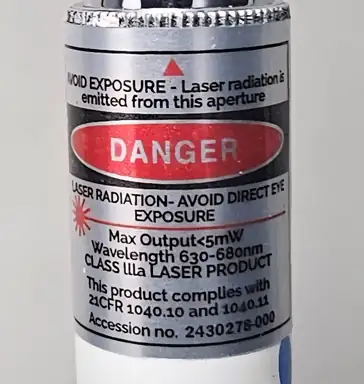 AVOID EXPOSURE - Laser radiation is
emitted from this aperture
DANGER
LASER RADIATION- AVOID DIRECT EYE
EXPOSURE
Max Output<5mW
Wavelength 630-680nm
CLASS llla LASER PRODUCT
This product complies with
21CFR 1040.10 and 1040.11
Accession no. 2430278-000